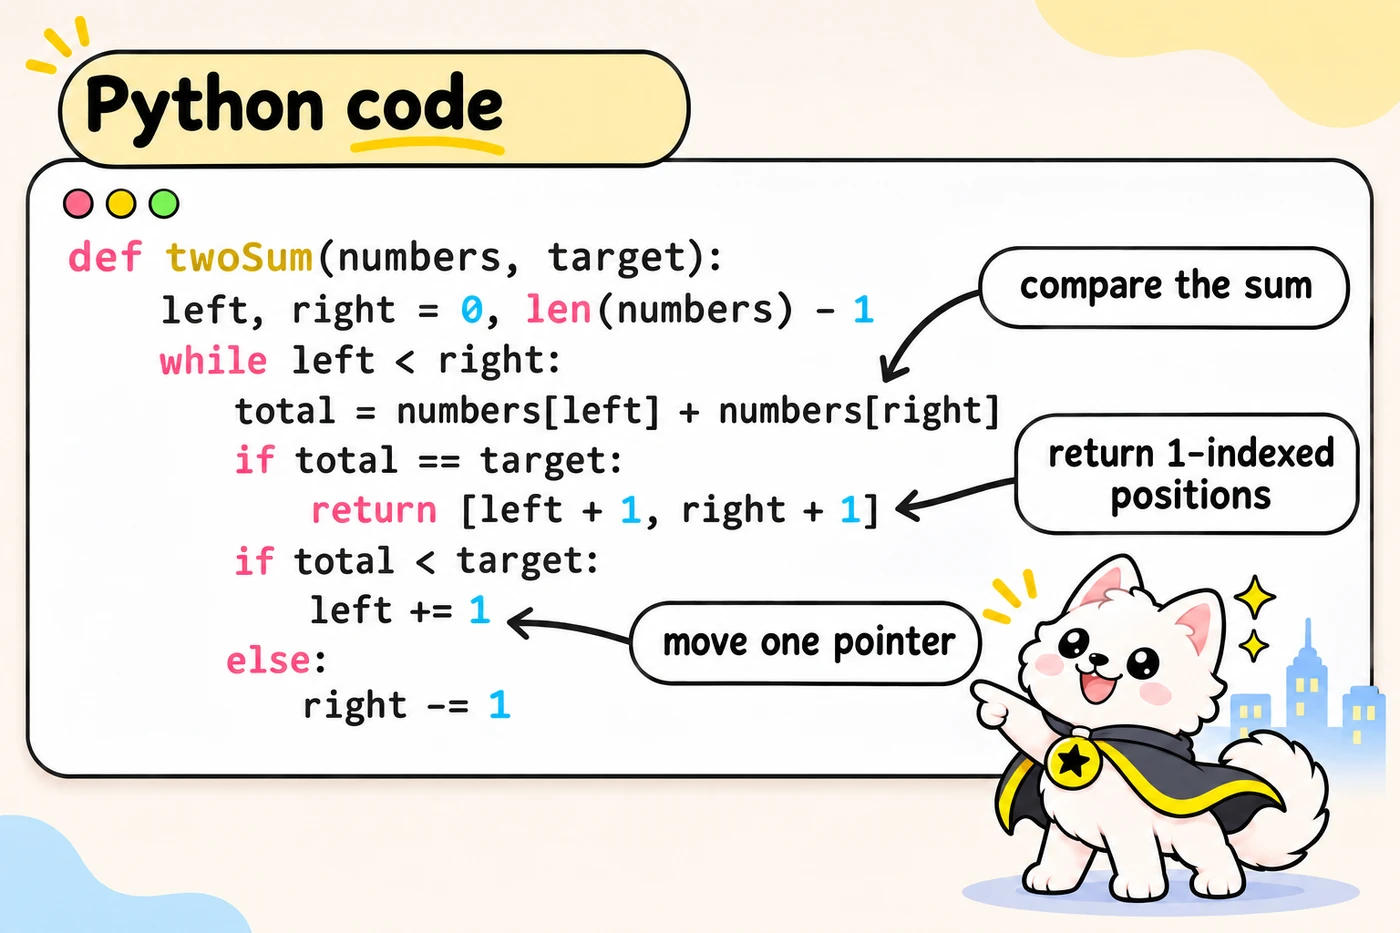 Python code
def twoSum(numbers, target):
    left, right = 0, len(numbers) - 1
    while left < right:
        total = numbers[left] + numbers[right]
        if total == target:
            return [left + 1, right + 1]
        if total < target:
            left += 1
        else:
            right -= 1
compare the sum
return 1-indexed
positions
move one pointer